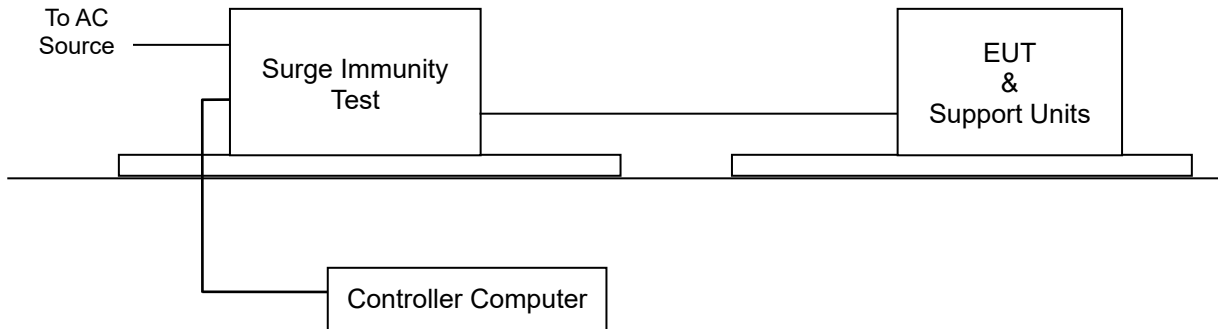 To AC
Source
Surge Immunity
Test
EUT
&
Support Units
Controller Computer